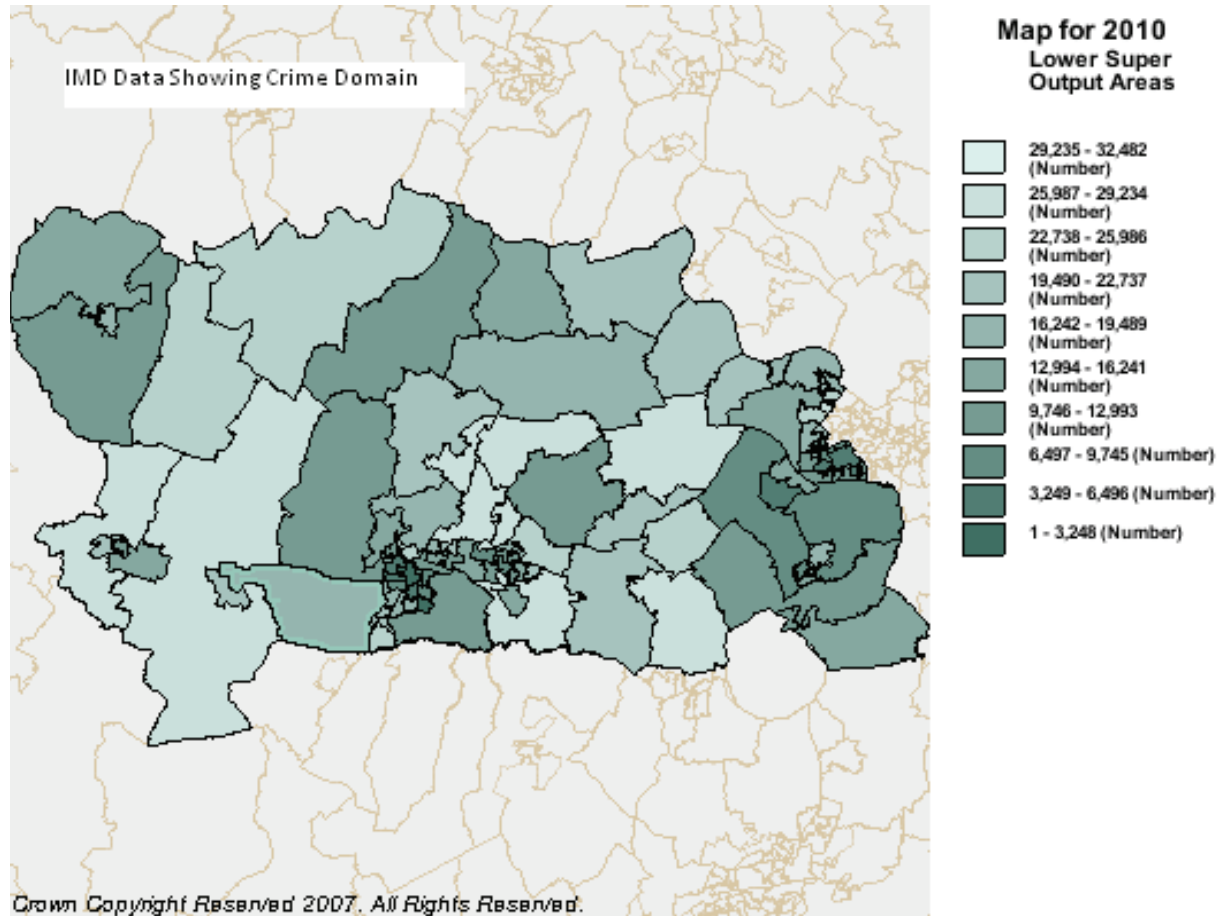 IMD Data Showing Crime Domain
Map for 2010
Lower Super
Output Areas
29,235 - 32,482
(Number)
25,987 - 29,234
(Number)
22,738 - 25,986
(Number)
19,490 - 22,737
(Number)
16,242 - 19,489
(Number)
12,994 - 16,241
(Number)
9,746 - 12,993
(Number)
6,497 - 9,745 (Number)
3,249 - 6,496 (Number)
1 - 3,248 (Number)
Crown Copyright Reserved 2007. All Rights Reserved.